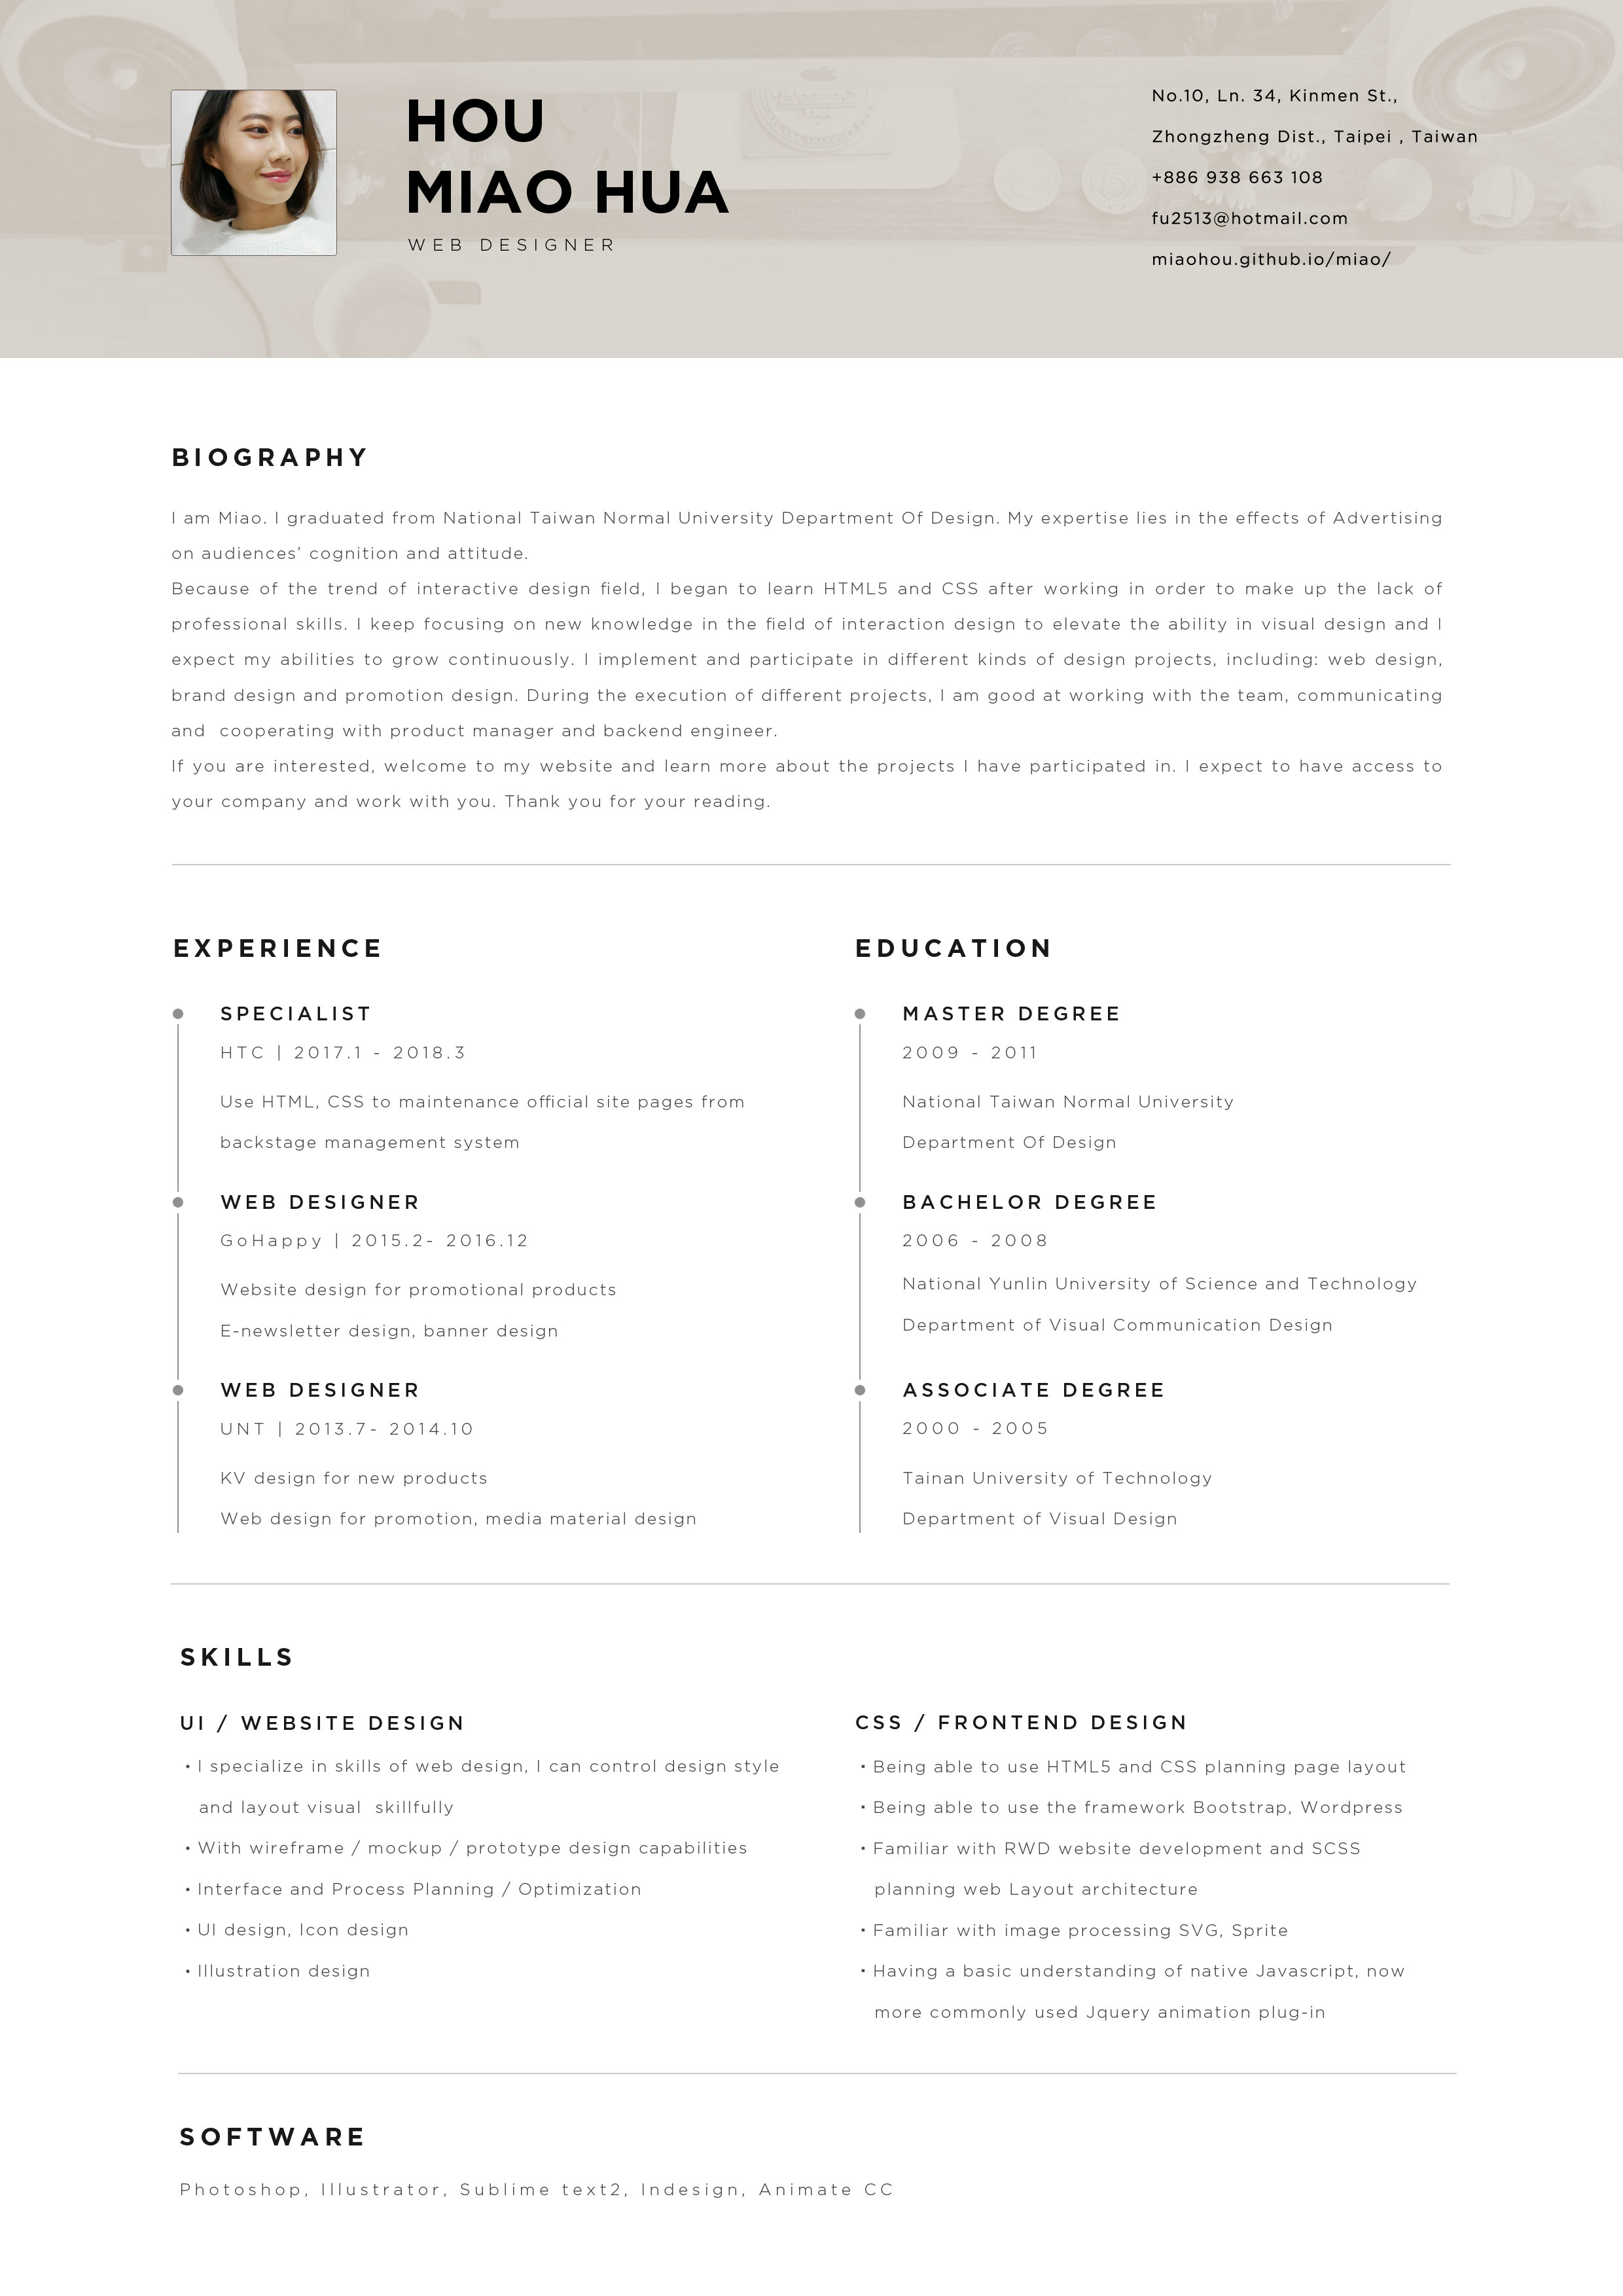 HOU
MIAO HUA
WEB DESIGNER
No.10, Ln. 34, Kinmen St.,
Zhongzheng Dist., Taipei , Taiwan
+886 938 663 108
fu2513@hotmail.com
miaohou.github.io/miao/
BIOGRAPHY
I am Miao. I graduated from National Taiwan Normal University Department Of Design. My expertise lies in the effects of Advertising
on audiences’ cognition and attitude.
Because of the trend of interactive design field, I began to learn HTML5 and CSS after working in order to make up the lack of
professional skills. I keep focusing on new knowledge in the field of interaction design to elevate the ability in visual design and I
expect my abilities to grow continuously. I implement and participate in different kinds of design projects, including: web design,
brand design and promotion design. During the execution of different projects, I am good at working with the team, communicating
and  cooperating with product manager and backend engineer.
If you are interested, welcome to my website and learn more about the projects I have participated in. I expect to have access to
your company and work with you. Thank you for your reading.
EXPERIENCE
SPECIALIST
HTC | 2017.1 - 2018.3
Use HTML, CSS to maintenance official site pages from
backstage management system
WEB DESIGNER
GoHappy | 2015.2- 2016.12
Website design for promotional products
E-newsletter design, banner design
WEB DESIGNER
UNT | 2013.7- 2014.10
KV design for new products
Web design for promotion, media material design
EDUCATION
MASTER DEGREE
2009 - 2011
National Taiwan Normal University
Department Of Design
BACHELOR DEGREE
2006 - 2008
National Yunlin University of Science and Technology
Department of Visual Communication Design
ASSOCIATE DEGREE
2000 - 2005
Tainan University of Technology
Department of Visual Design
SKILLS
UI / WEBSITE DESIGN
・I specialize in skills of web design, I can control design style
and layout visual  skillfully
・With wireframe / mockup / prototype design capabilities
・Interface and Process Planning / Optimization
・UI design, Icon design
・Illustration design
CSS / FRONTEND DESIGN
・Being able to use HTML5 and CSS planning page layout
・Being able to use the framework Bootstrap, Wordpress
・Familiar with RWD website development and SCSS
planning web Layout architecture
・Familiar with image processing SVG, Sprite
・Having a basic understanding of native Javascript, now
more commonly used Jquery animation plug-in
SOFTWARE
Photoshop, Illustrator, Sublime text2, Indesign, Animate CC